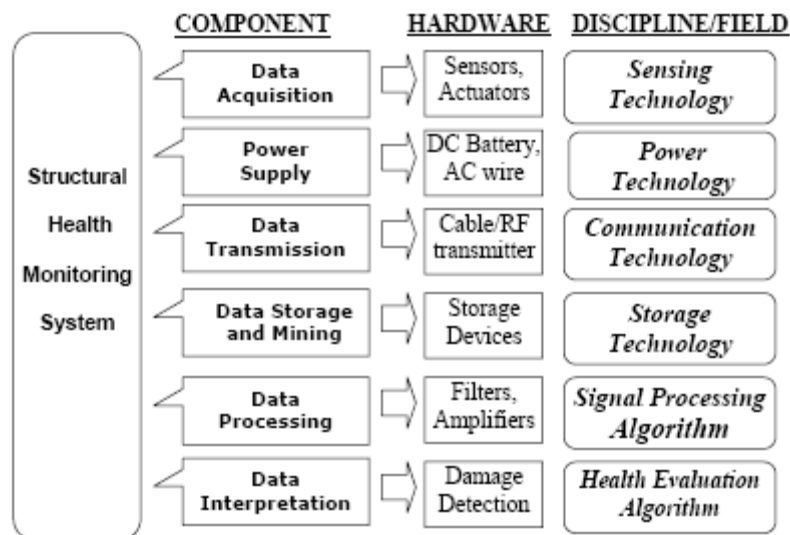 COMPONENT HARDWARE DISCIPLINE/FIELD
Structural
Health
Monitoring
System
Data
Acquisition
Sensors,
Actuators
Sensing
Technology
Power
Supply
DC Battery,
AC wire
Power
Technology
Data
Transmission
Cable/RF
transmitter
Communication
Technology
Data Storage
and Mining
Storage
Devices
Storage
Technology
Data
Processing
Filters,
Amplifiers
Signal Processing
Algorithm
Data
Interpretation
Damage
Detection
Health Evaluation
Algorithm